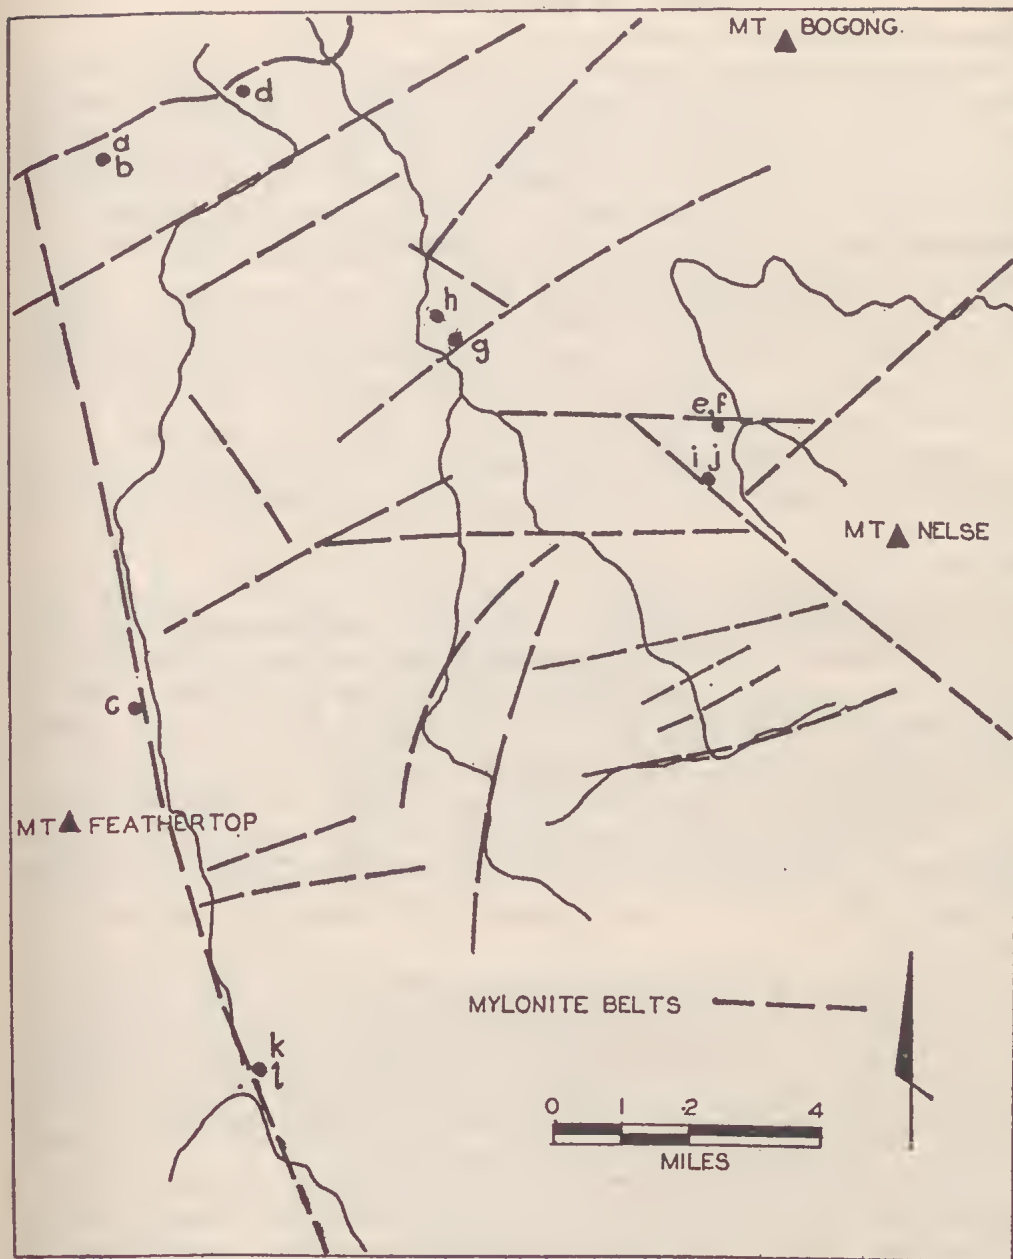 MT ▲ BOGONG.
d
a
b
h
g
e,f
i j
MT ▲ NELSE
c
MT ▲ FEATHERTOP
MYLONITE BELTS
k
l
0 1 2 4
MILES